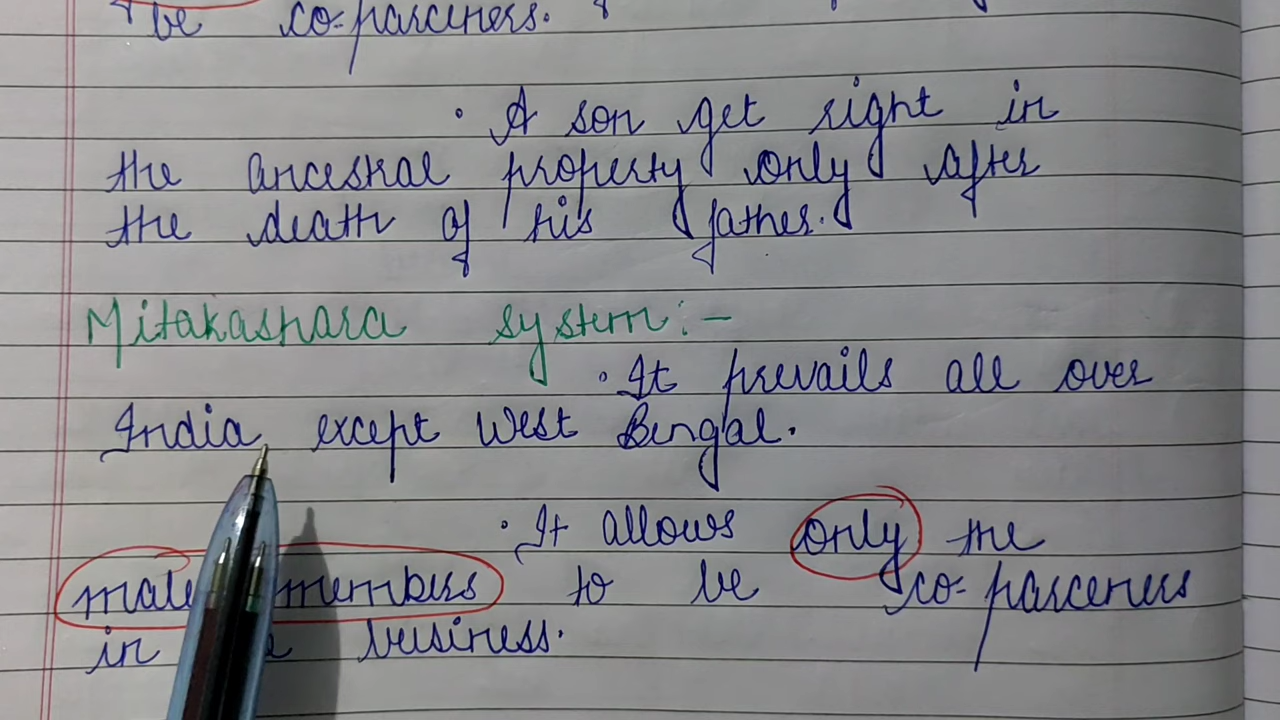 be co-parceners.
• A son get right in
the ancestral property only after
the death of his father.
Mitakashara system:-
• It prevails all over
India, except West Bengal.
• It allows only the
male members to be co-parceners
in business.